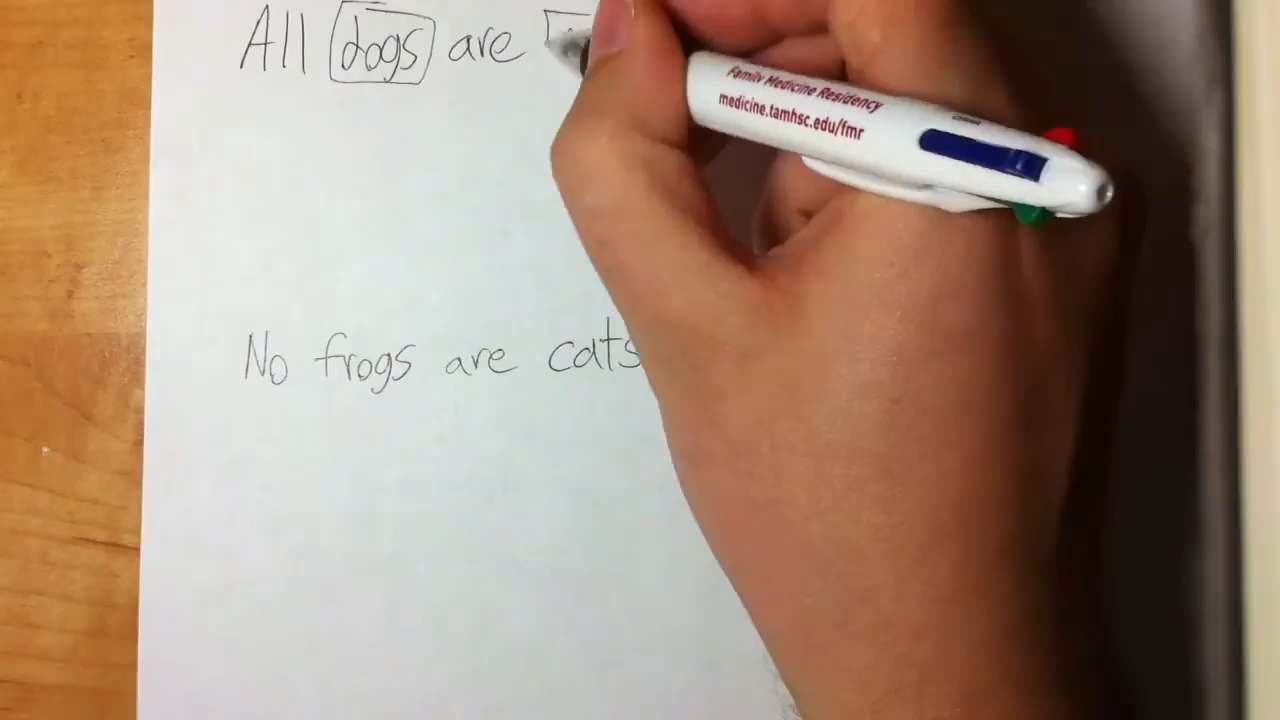 All dogs are
Family Medicine Residency
medicine.tamhsc.edu/fmr
No frogs are cats